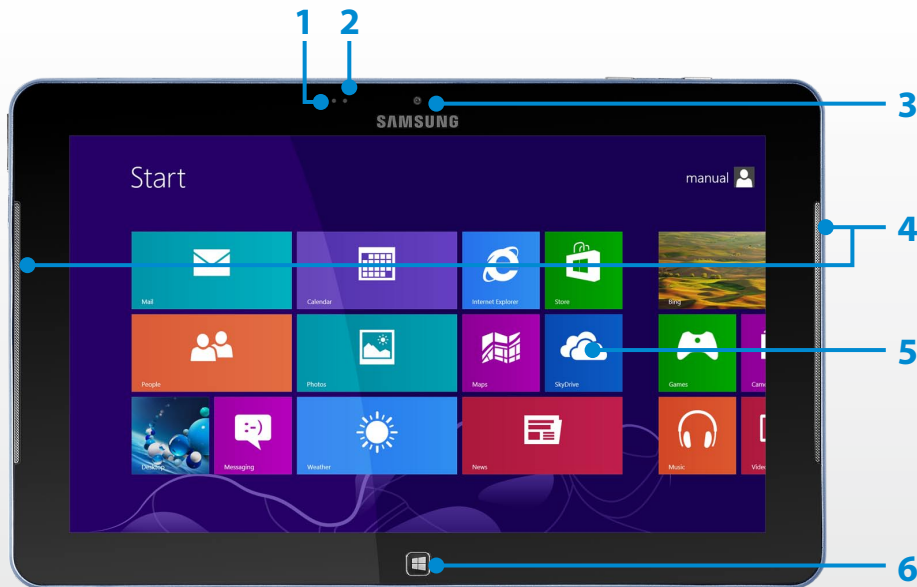 1 2
3
SAMSUNG
Start
manual
4
Mail
Calendar
Internet Explorer
Store
Bing
5
People
Photos
Maps
SkyDrive
Games
Cam
Desktop
Messaging
Weather
News
Music
Video
6